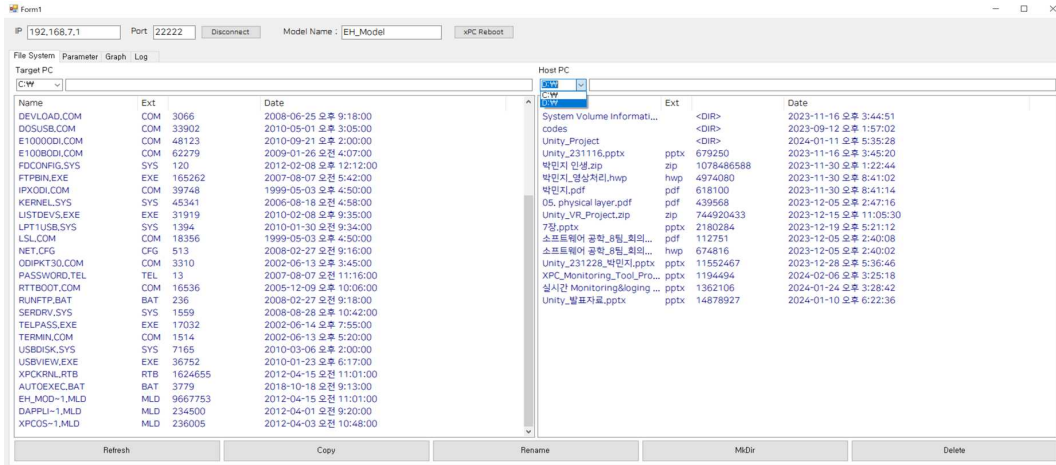 Form1
IP 192,168,7,1 Port 22222 Disconnect Model Name : EH_Model xPC Reboot
File System Parameter Graph Log
Target PC Host PC
C:₩ D:₩
C:₩
D:₩
Name Ext Date
DEVLOAD,COM COM 3066 2008-06-25 오후 9:18:00
DOSUSB,COM COM 33902 2010-05-01 오후 3:05:00
E1000ODI,COM COM 48123 2010-09-21 오후 2:00:00
E100BODI,COM COM 62279 2009-01-26 오전 4:07:00
FDCONFIG,SYS SYS 120 2012-02-08 오후 12:12:00
FTPBIN,EXE EXE 165262 2007-08-07 오전 5:42:00
IPXODI,COM COM 39748 1999-05-03 오후 4:50:00
KERNEL,SYS SYS 45341 2006-08-18 오전 4:58:00
LISTDEVS,EXE EXE 31919 2010-02-08 오후 9:35:00
LPT1USB,SYS SYS 1394 2010-01-30 오전 9:34:00
LSL,COM COM 18356 1999-05-03 오후 4:50:00
NET,CFG CFG 513 2008-02-27 오전 9:16:00
ODIPKT30,COM COM 3310 2002-06-13 오후 3:45:00
PASSWORD,TEL TEL 13 2007-08-07 오전 11:16:00
RTTBOOT,COM COM 16536 2005-12-09 오후 10:06:00
RUNFTP,BAT BAT 236 2008-02-27 오전 9:18:00
SERDRV,SYS SYS 1559 2008-08-28 오후 10:42:00
TELPASS,EXE EXE 17032 2002-06-14 오후 7:55:00
TERMIN,COM COM 1514 2002-06-13 오후 5:20:00
USBDISK,SYS SYS 7165 2010-03-06 오후 2:00:00
USBVIEW,EXE EXE 36752 2010-01-23 오후 6:17:00
XPCKRNL,RTB RTB 1624655 2012-04-15 오전 11:01:00
AUTOEXEC,BAT BAT 3779 2018-10-18 오전 9:13:00
EH_MOD~1,MLD MLD 9667753 2012-04-15 오전 11:01:00
DAPPLI~1,MLD MLD 234500 2012-04-01 오전 9:20:00
XPCOS~1,MLD MLD 236005 2012-04-03 오전 10:48:00
Ext Date
System Volume Informati,,, <DIR> 2023-11-16 오후 3:44:51
codes <DIR> 2023-09-12 오후 1:57:02
Unity_Project <DIR> 2024-01-11 오후 5:35:28
Unity_231116,pptx pptx 679250 2023-11-16 오후 3:45:20
박민지 인생,zip zip 1078486588 2023-11-30 오후 1:22:44
박민지_영상처리,hwp hwp 4974080 2023-11-30 오후 8:41:02
박민지,pdf pdf 618100 2023-11-30 오후 8:41:14
05, physical layer,pdf pdf 439568 2023-12-05 오후 2:47:16
Unity_VR_Project,zip zip 744920433 2023-12-15 오후 11:05:30
7장,pptx pptx 2180284 2023-12-19 오후 5:21:12
소프트웨어 공학_8팀_회의,,, pdf 112751 2023-12-05 오후 2:40:08
소프트웨어 공학_8팀_회의,,, hwp 674816 2023-12-05 오후 2:40:02
Unity_231228_박민지,pptx pptx 11552467 2023-12-28 오후 5:36:46
XPC_Monitoring_Tool_Pro,,, pptx 1194494 2024-02-06 오후 3:25:18
실시간 Monitoring&loging ,,, pptx 1362106 2024-01-24 오후 3:28:42
Unity_발표자료,pptx pptx 14878927 2024-01-10 오후 6:22:36
Refresh Copy Rename MkDir Delete